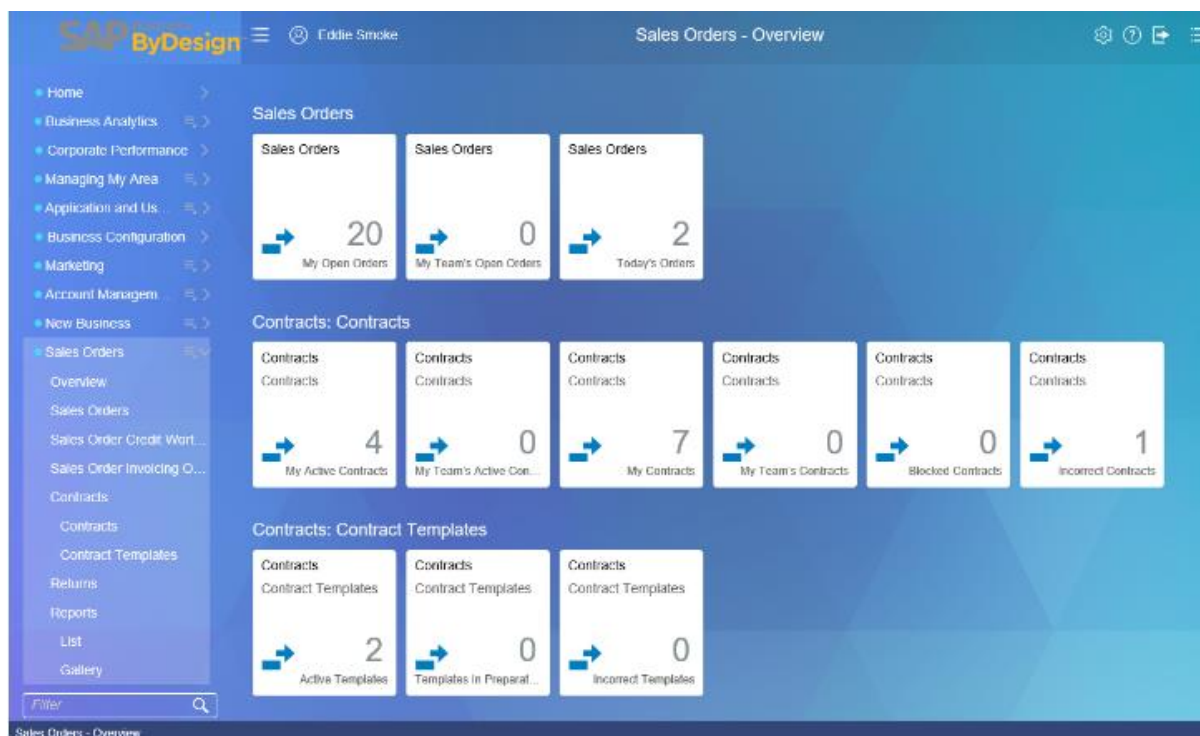 SAP
ByDesign
Eddie Smoke
Sales Orders - Overview
Home
Business Analytics
Corporate Performance
Managing My Area
Application and Us...
Business Configuration
Marketing
Account Managem...
New Business
Sales Orders
Overview
Sales Orders
Sales Order Credit Wort...
Sales Order Invoicing O...
Contracts
Contracts
Contract Templates
Returns
Reports
List
Gallery
Filter
Sales Orders
Sales Orders
20
My Open Orders
Sales Orders
0
My Team's Open Orders
Sales Orders
2
Today's Orders
Contracts: Contracts
Contracts
Contracts
4
My Active Contracts
Contracts
Contracts
0
My Team's Active Con...
Contracts
Contracts
7
My Contracts
Contracts
Contracts
0
My Team's Contracts
Contracts
Contracts
0
Blocked Contracts
Contracts
Contracts
1
Incorrect Contracts
Contracts: Contract Templates
Contracts
Contract Templates
2
Active Templates
Contracts
Contract Templates
0
Templates in Preparat...
Contracts
Contract Templates
0
Incorrect Templates
Sales Orders - Overview